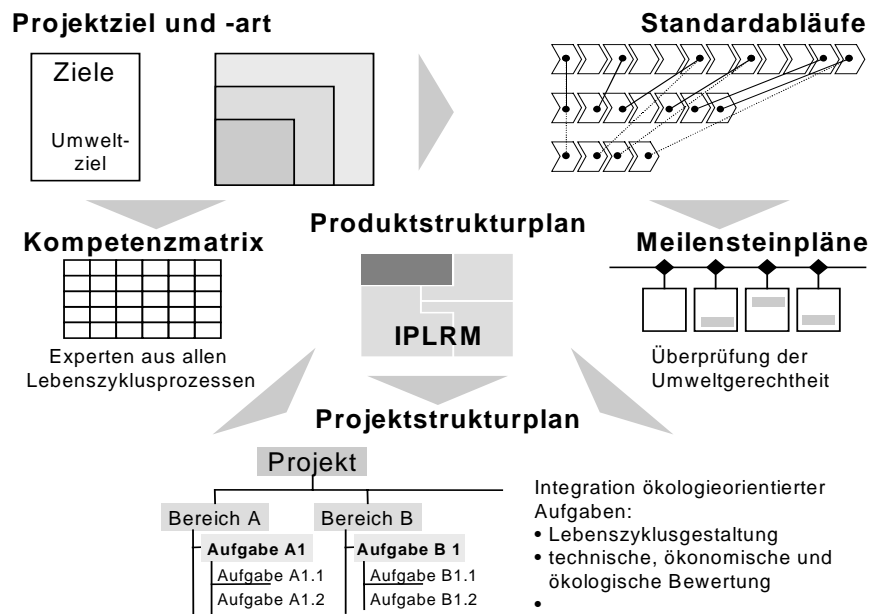 Projektziel und -art
Standardabläufe
Ziele
Umwelt-
ziel
Produktstrukturplan
Kompetenzmatrix
Meilensteinpläne
IPLRM
Experten aus allen
Lebenszyklusprozessen
Überprüfung der
Umweltgerechtheit
Projektstrukturplan
Projekt
Bereich A
Bereich B
Aufgabe A1
Aufgabe B 1
Aufgabe A1.1
Aufgabe B1.1
Aufgabe A1.2
Aufgabe B1.2
Integration ökologieorientierter
Aufgaben:
• Lebenszyklusgestaltung
• technische, ökonomische und
ökologische Bewertung
•